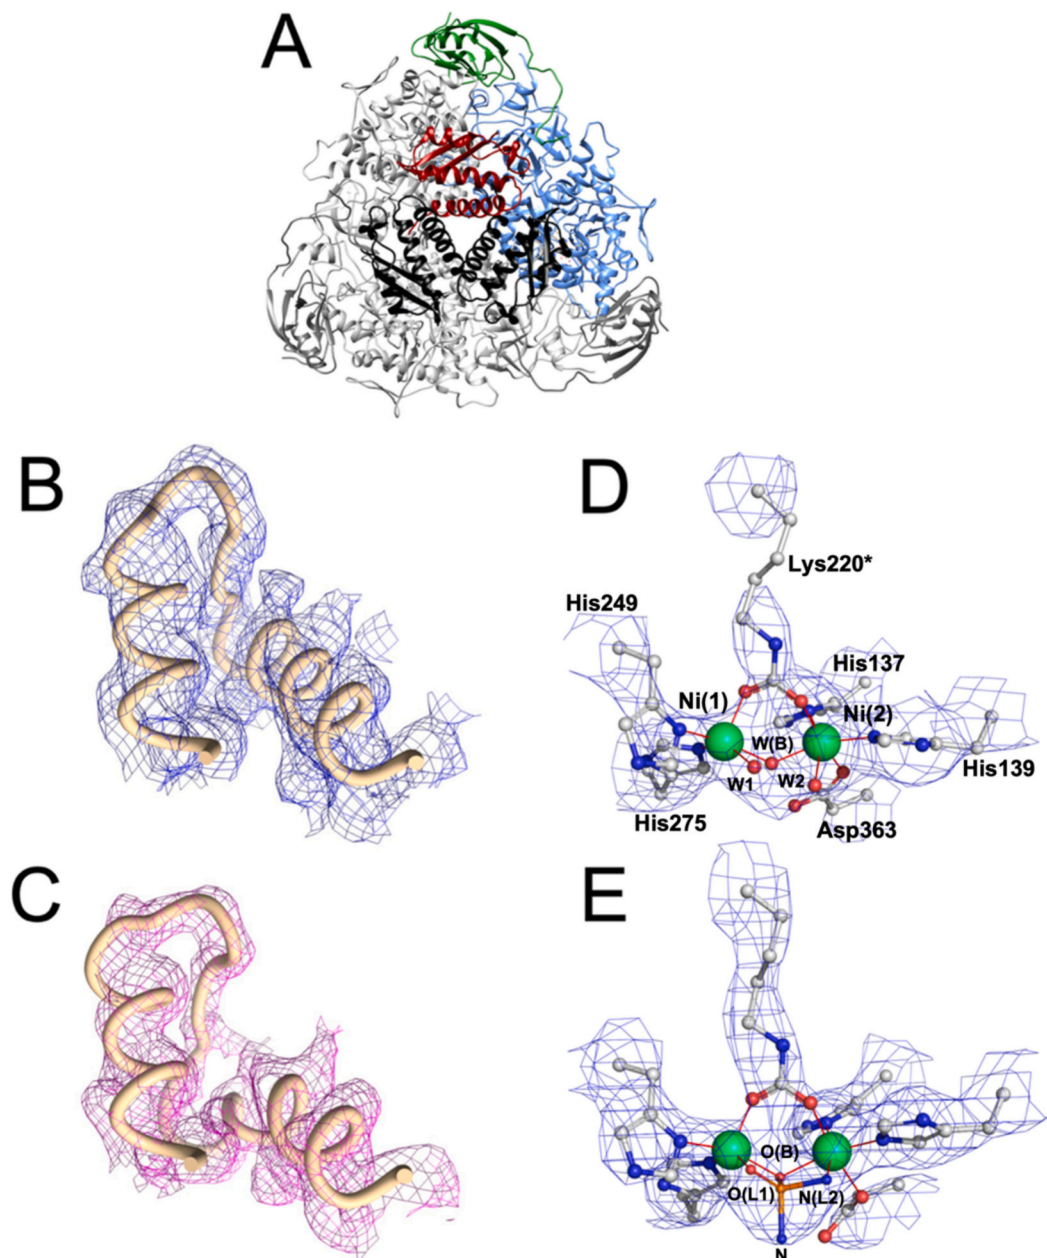 A
B
D
Lys220*
His249
His137
Ni(1)
Ni(2)
W(B)
W1
W2
His139
His275
Asp363
C
E
O(B)
O(L1)
N(L2)
N